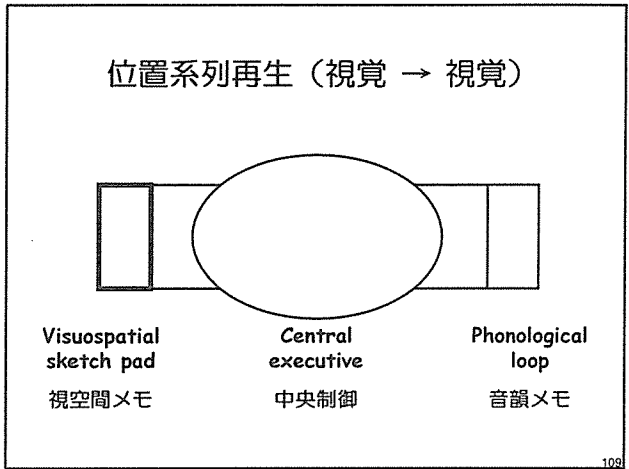 位置系列再生（視覚 → 視覚）
Visuospatial
sketch pad
視空間メモ
Central
executive
中央制御
Phonological
loop
音韻メモ
109